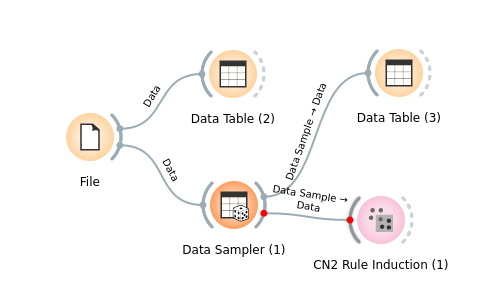 Data
Data Table (2)
Data Sample → Data
Data Table (3)
File
Data
Data Sampler (1)
Data Sample →
Data
CN2 Rule Induction (1)